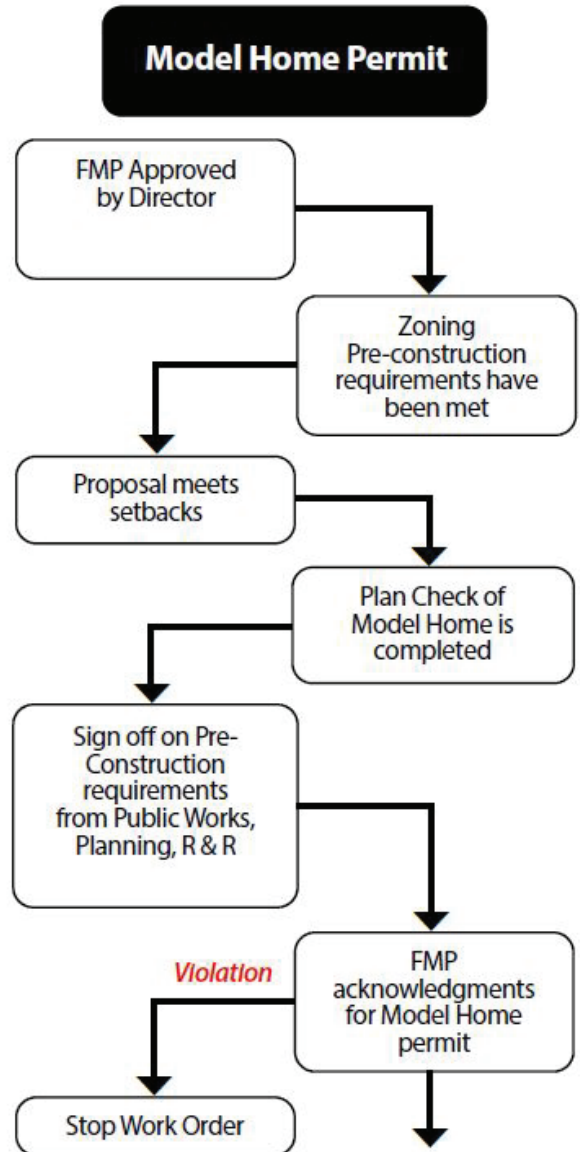 Model Home Permit
FMP Approved
by Director
Zoning
Pre-construction
requirements have
been met
Proposal meets
setbacks
Plan Check of
Model Home is
completed
Sign off on Pre-
Construction
requirements
from Public Works,
Planning, R & R
FMP
acknowledgments
for Model Home
permit
Violation
Stop Work Order